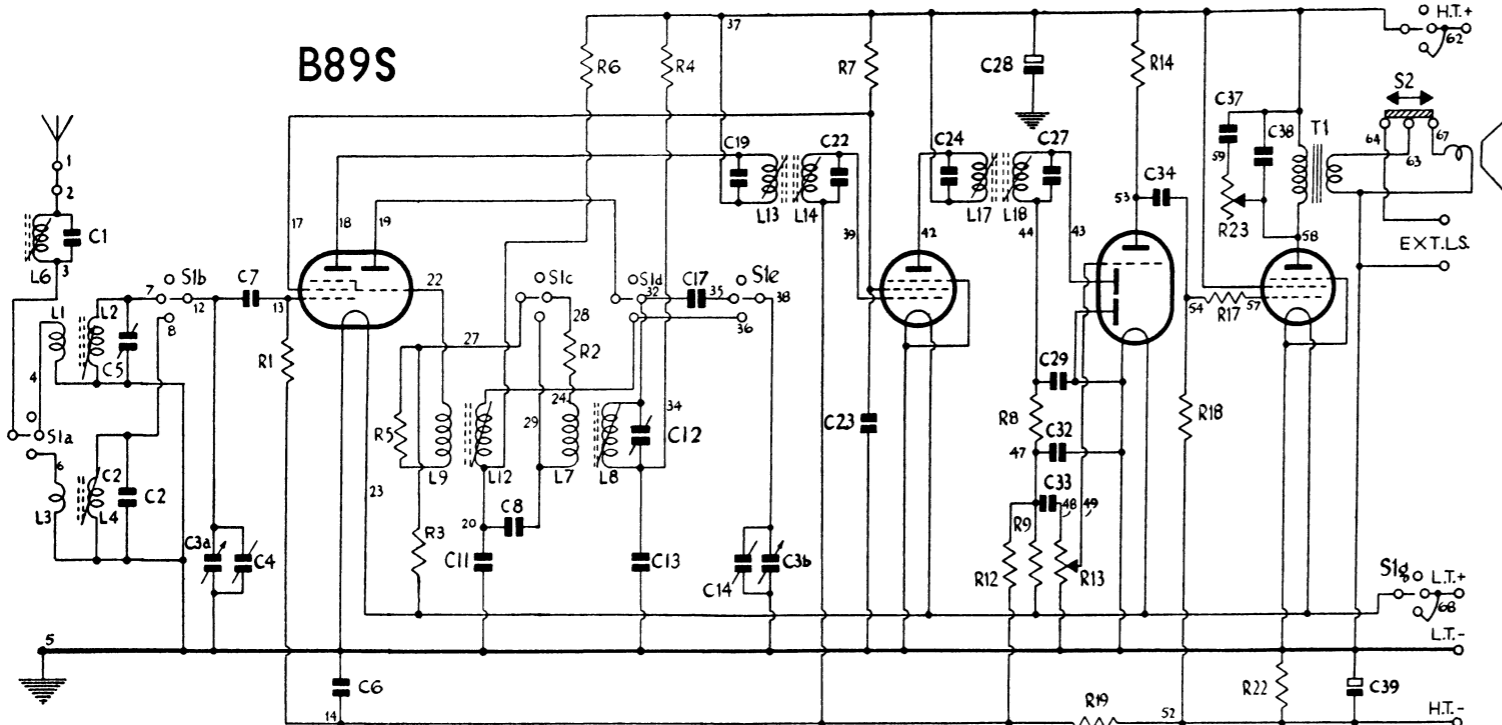 B89S
37
R6
R4
R7
C28
R14
H.T.+
62
S2
C37
C38
T1
64
63
67
59
R23
58
EXT.L.S.
1
2
C1
L6
3
C19
C22
L13
L14
C24
C27
L17
L18
C34
53
17
18
19
39
42
44
43
7
S1b
C7
12
13
8
22
S1c
S1d
32
C17
35
S1e
38
36
54
R17
57
L1
L2
C5
R1
27
28
R2
4
S1a
24
29
34
C12
C23
C29
R8
R18
R5
L9
L12
L7
L8
C32
47
6
C2
C2
L3
L4
23
20
C8
C33
48
49
R9
C3a
C4
R3
C11
C13
C14
C3b
R12
R13
S1g
L.T.+
68
5
L.T.-
C6
R22
C39
14
R19
52
H.T.-